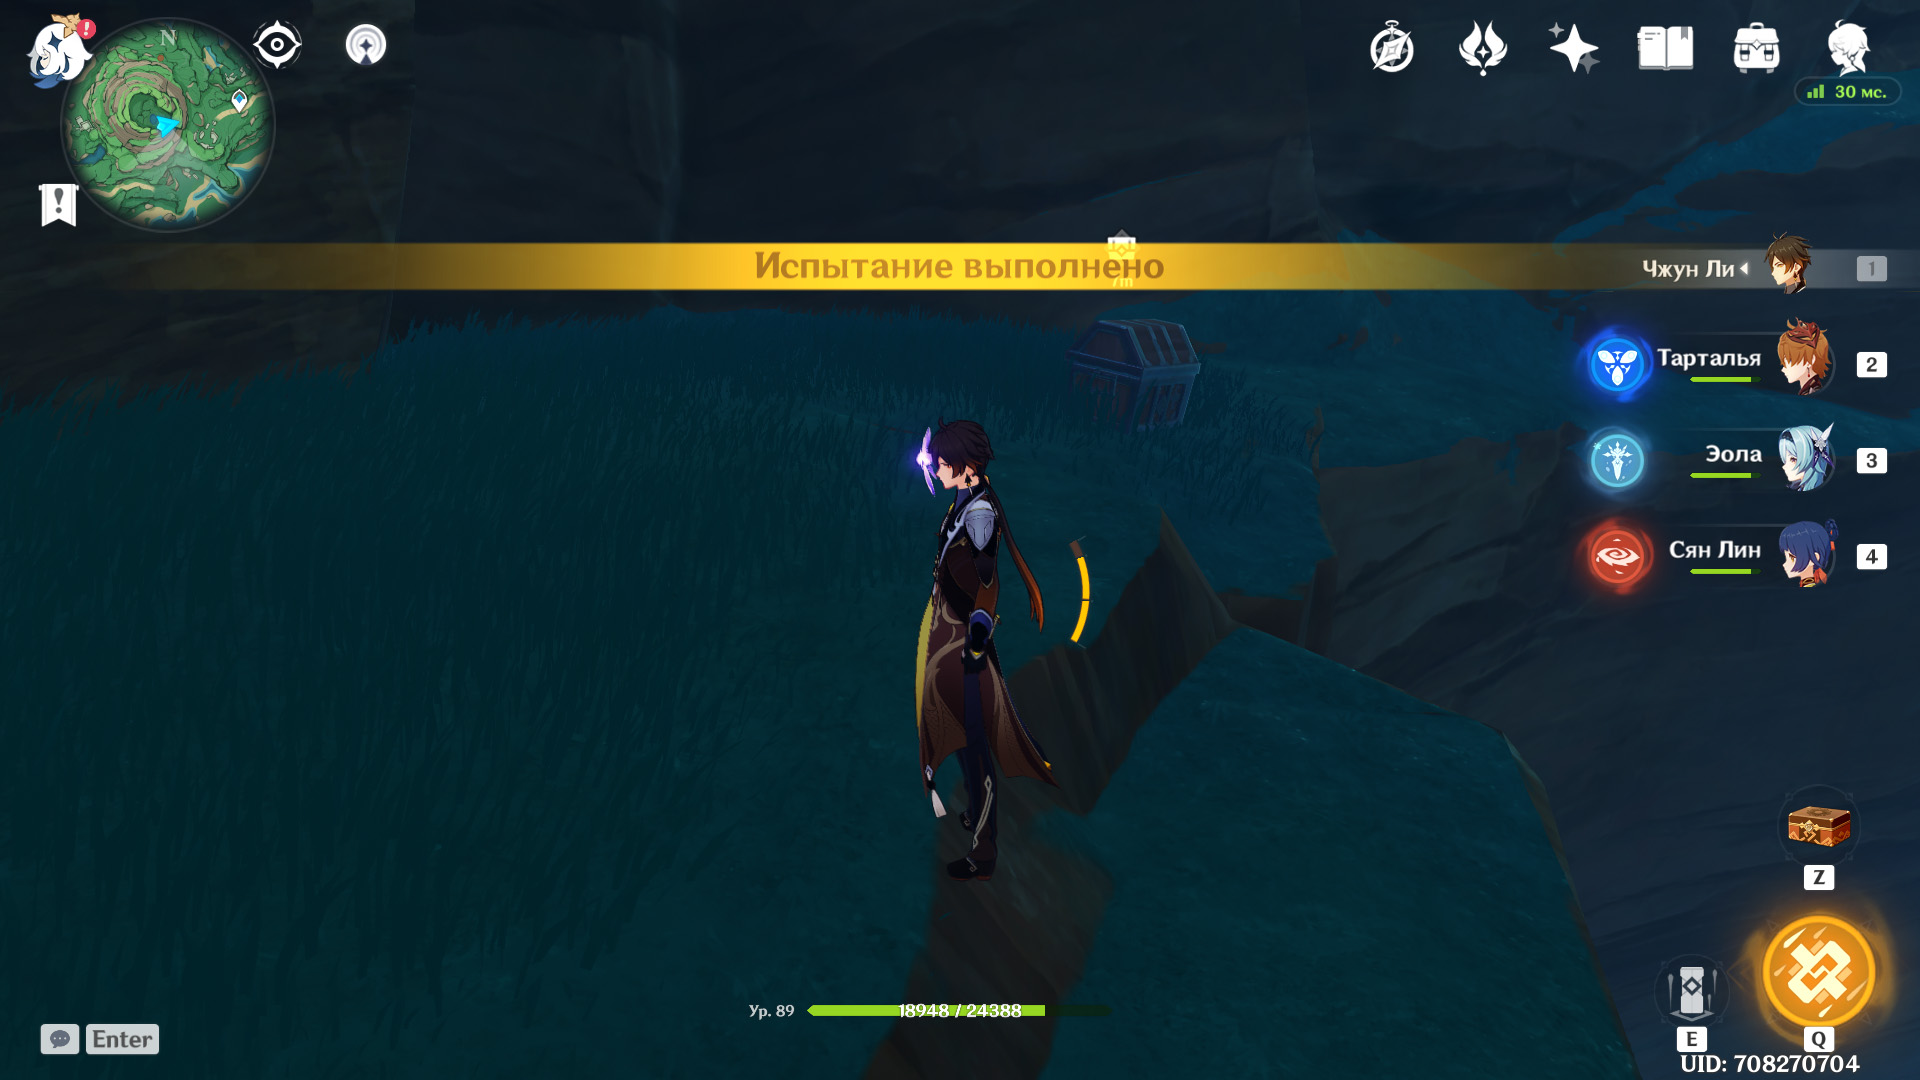 N
30 мс.
Испытание выполнено
7m
Чжун Ли
1
Тарталья
2
Эола
3
Сян Лин
4
Z
Ур. 89
18948 / 24388
Enter
E
Q
UID: 708270704